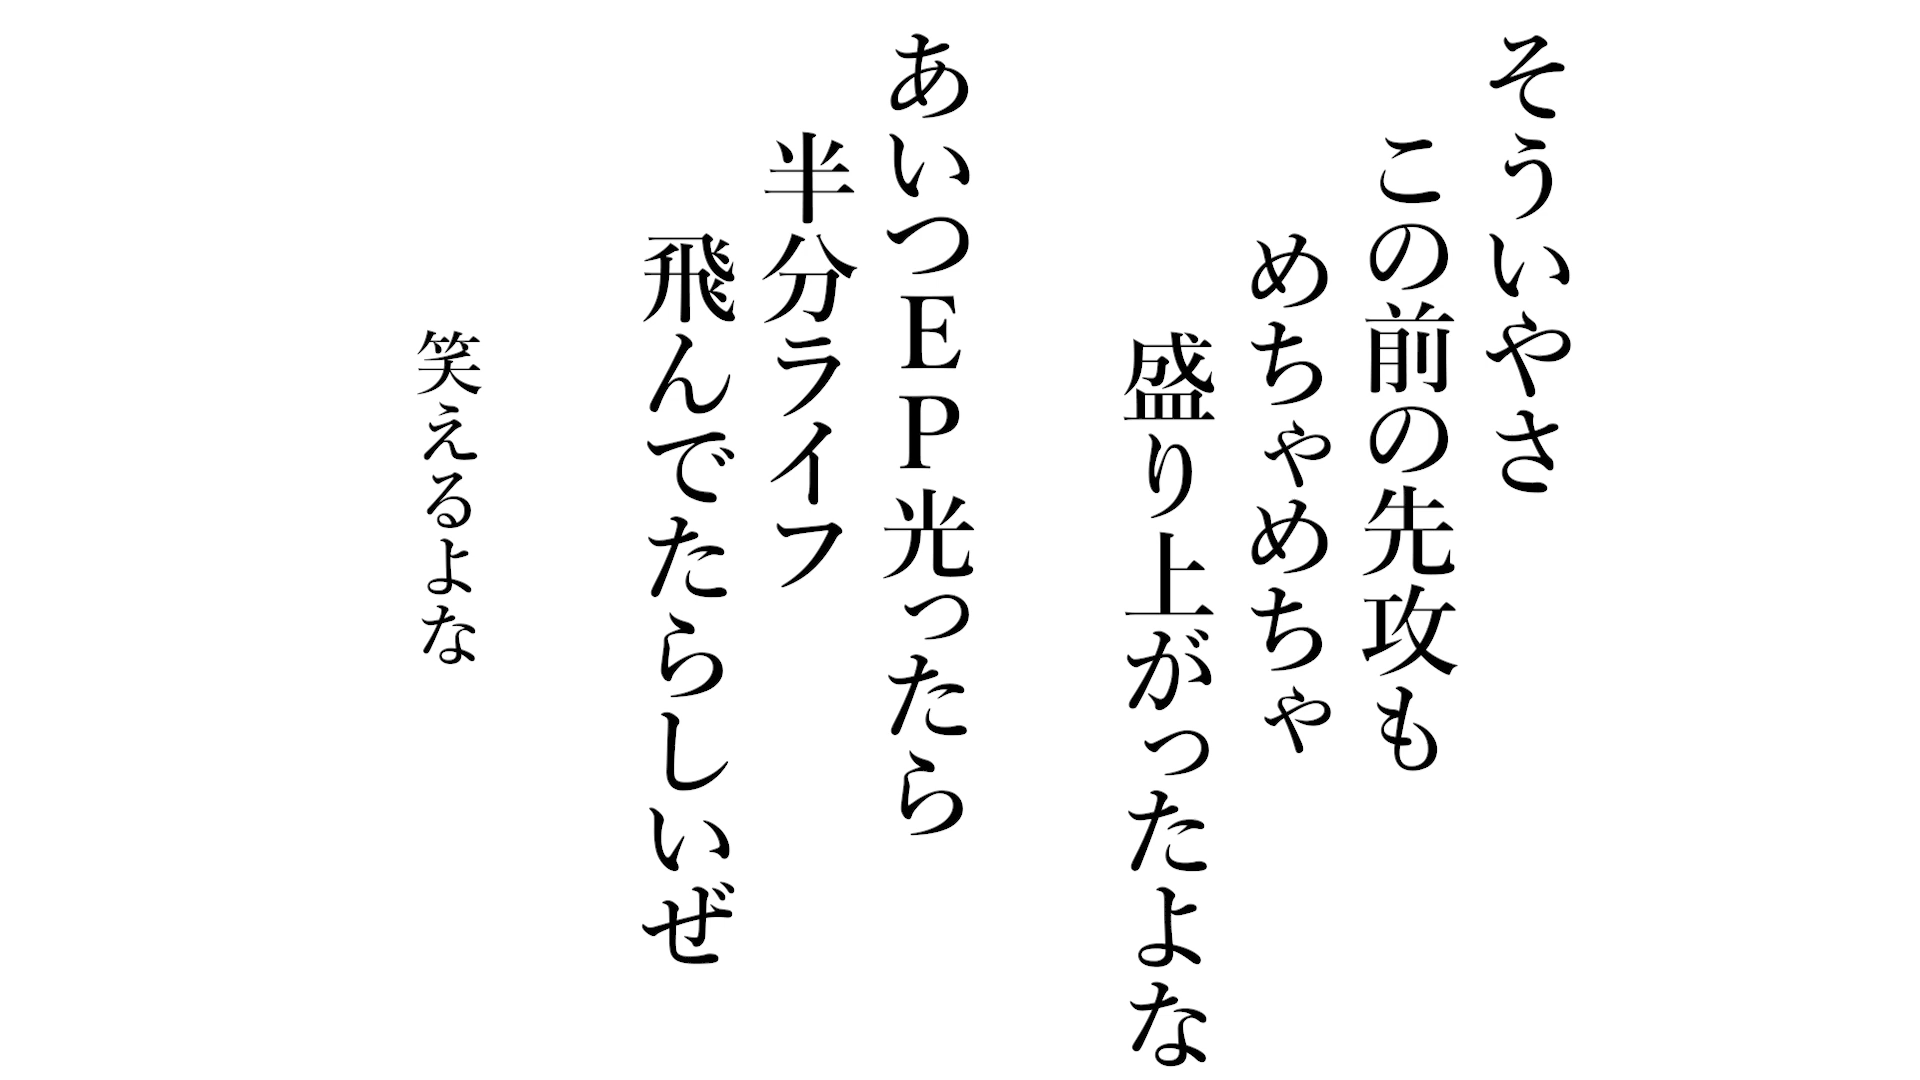 そういやさ
この前の先攻も
めちゃめちゃ
盛り上がったよな
あいつEP光ったら
半分ライフ
飛んでたらしいぜ
笑えるよな